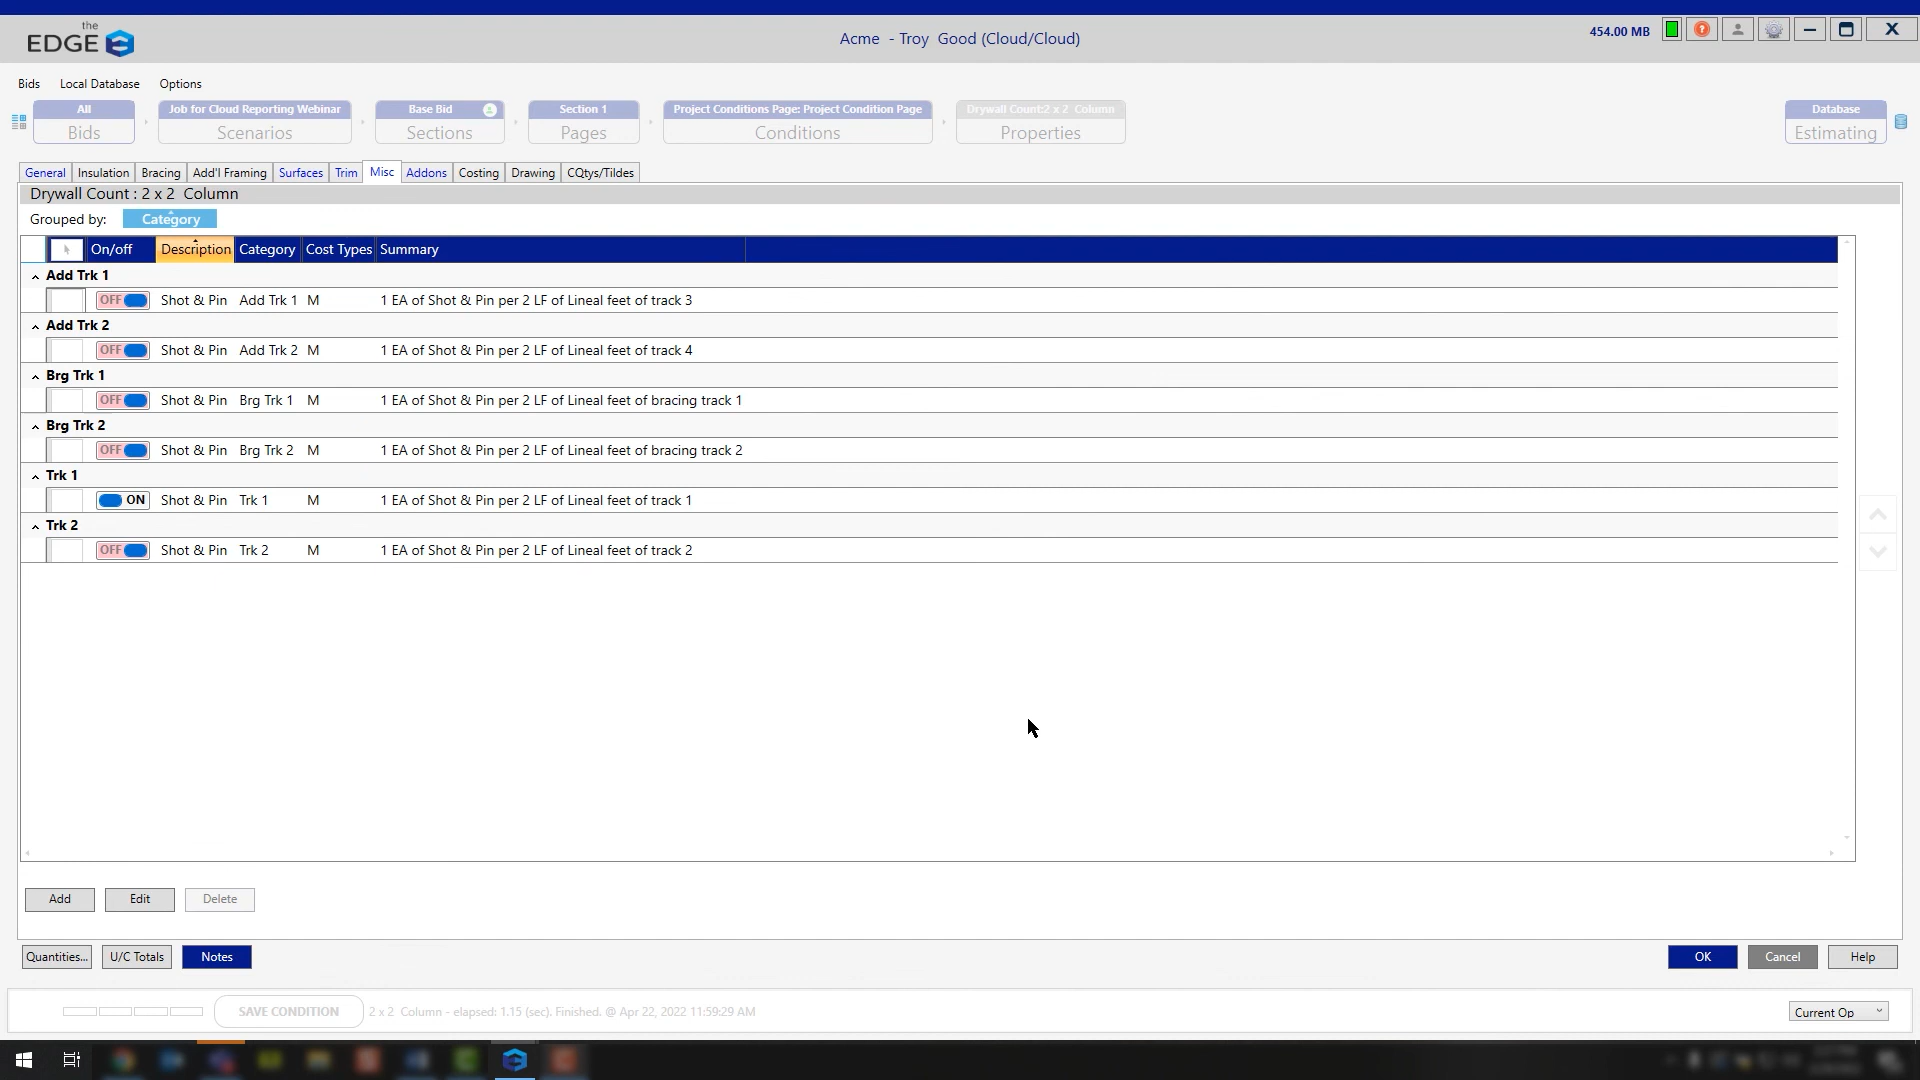 the
EDGE
Acme - Troy Good (Cloud/Cloud)
454.00 MB
Bids Local Database Options
All
Bids
Job for Cloud Reporting Webinar
Scenarios
Base Bid
Sections
Section 1
Pages
Project Conditions Page: Project Condition Page
Conditions
Drywall Count:2 x 2 Column
Properties
Database
Estimating
General Insulation Bracing Add'l Framing Surfaces Trim Misc Addons Costing Drawing CQtys/Tildes
Drywall Count : 2 x 2 Column
Grouped by: Category
On/off Description Category Cost Types Summary
Add Trk 1
OFF Shot & Pin Add Trk 1 M 1 EA of Shot & Pin per 2 LF of Lineal feet of track 3
Add Trk 2
OFF Shot & Pin Add Trk 2 M 1 EA of Shot & Pin per 2 LF of Lineal feet of track 4
Brg Trk 1
OFF Shot & Pin Brg Trk 1 M 1 EA of Shot & Pin per 2 LF of Lineal feet of bracing track 1
Brg Trk 2
OFF Shot & Pin Brg Trk 2 M 1 EA of Shot & Pin per 2 LF of Lineal feet of bracing track 2
Trk 1
ON Shot & Pin Trk 1 M 1 EA of Shot & Pin per 2 LF of Lineal feet of track 1
Trk 2
OFF Shot & Pin Trk 2 M 1 EA of Shot & Pin per 2 LF of Lineal feet of track 2
Add Edit Delete
Quantities... U/C Totals Notes OK Cancel Help
SAVE CONDITION 2 x 2 Column - elapsed: 1.15 (sec). Finished. @ Apr 22, 2022 11:59:29 AM Current Op